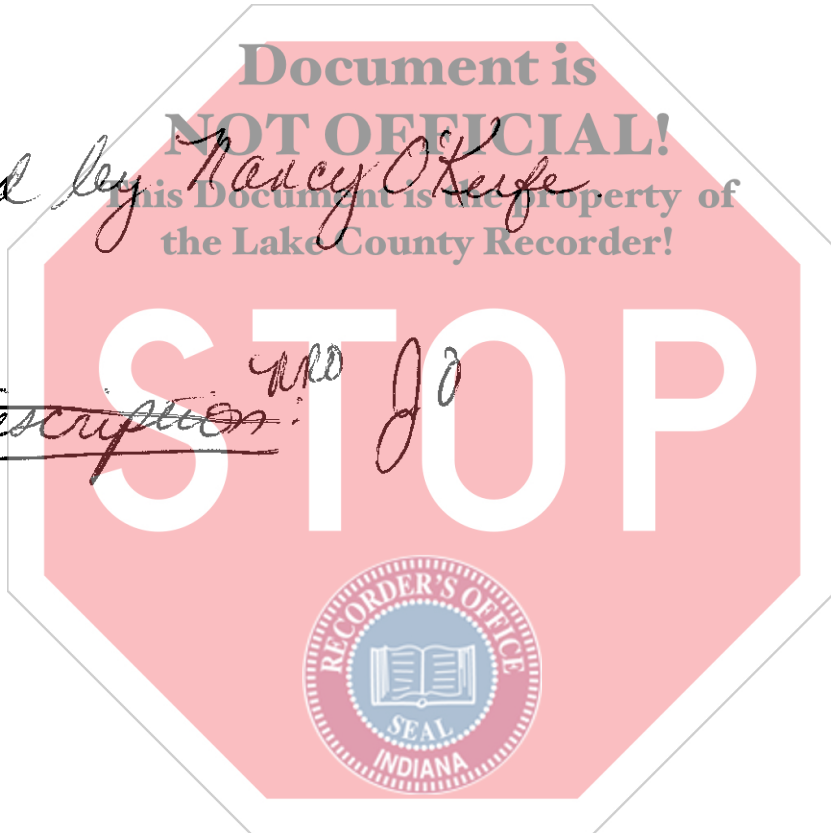 Document is
NOT OFFICIAL!
by Nancy O'Keefe.
This Document is the property of
the Lake County Recorder!
STOP
RECORDER'S OFFICE
SEAL
INDIANA